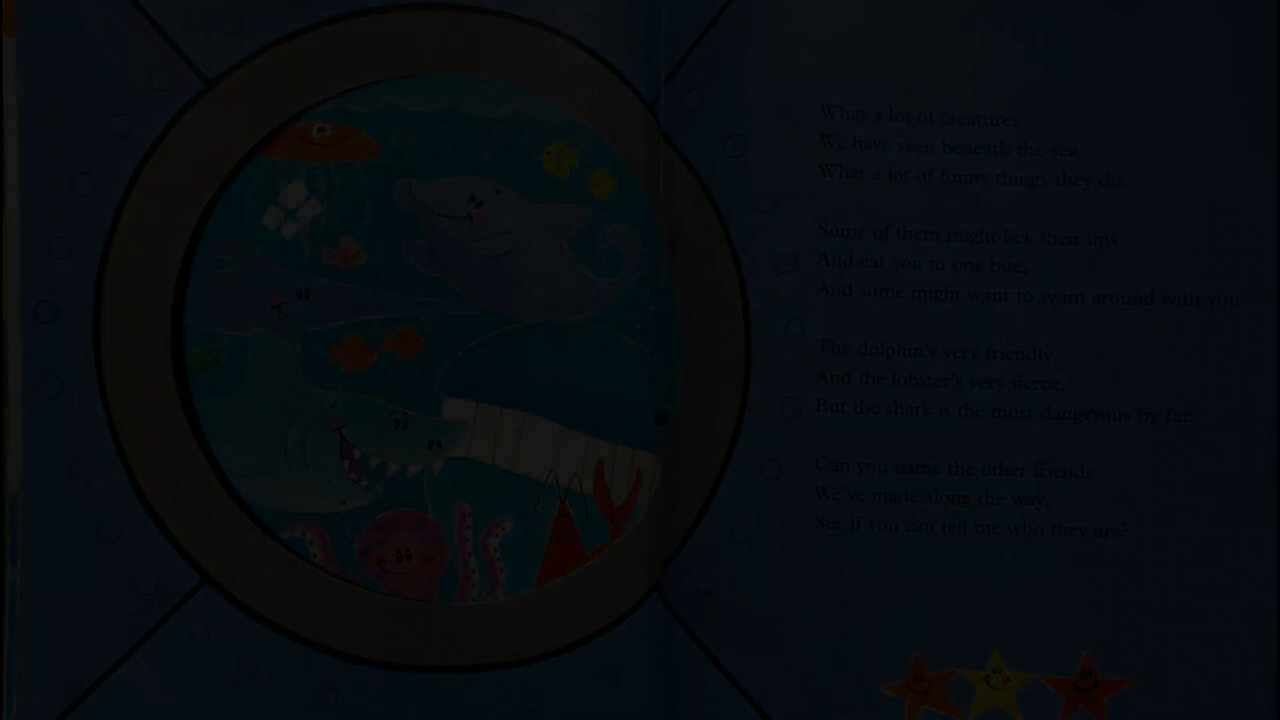 What a lot of creatures
We have seen beneath the sea,
What a lot of funny things they do.
Some of them might lick their lips
And eat you in one bite,
And some might want to swim around with you.
The dolphin's very friendly
And the lobster's very fierce,
But the shark is the most dangerous by far.
Can you name the other friends
We've made along the way,
See if you can tell me who they are?